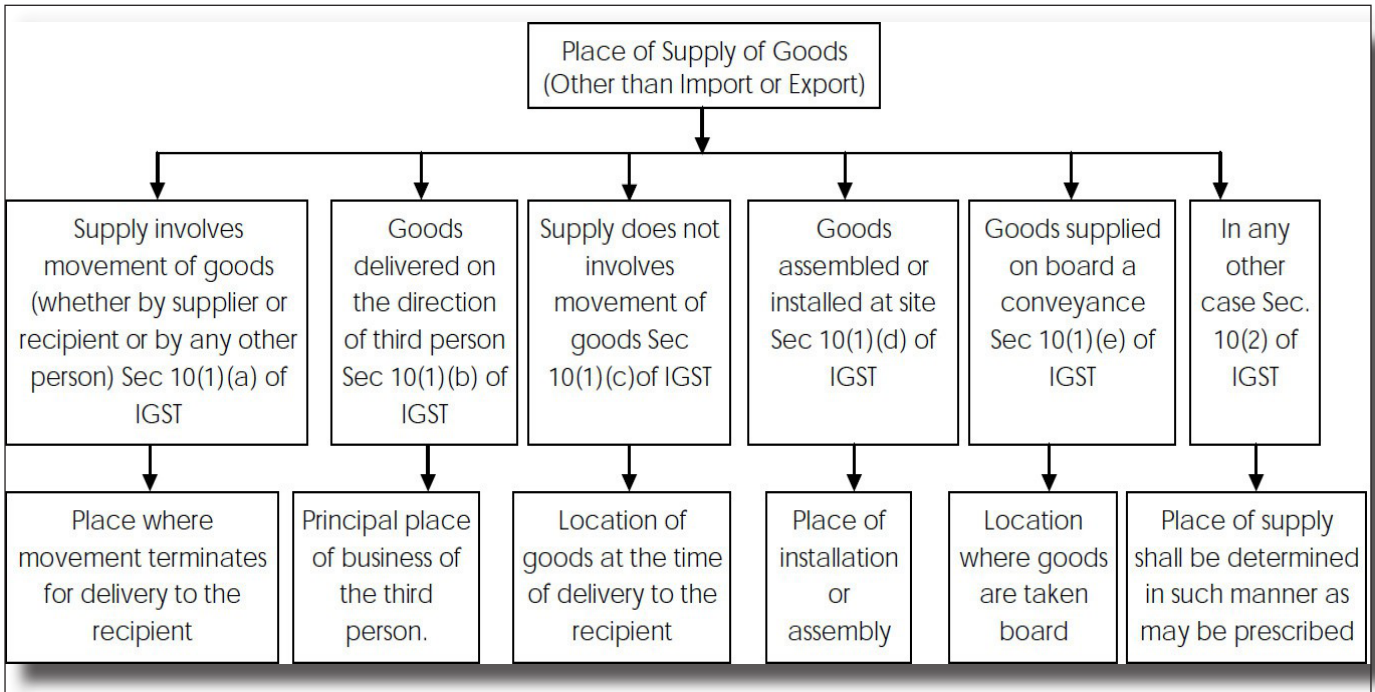 Place of Supply of Goods
(Other than Import or Export)
Supply involves
movement of goods
(whether by supplier or
recipient or by any other
person) Sec 10(1)(a) of
IGST
Goods
delivered on
the direction
of third person
Sec 10(1)(b) of
IGST
Supply does not
involves
movement of
goods Sec
10(1)(c)of IGST
Goods
assembled or
installed at site
Sec 10(1)(d) of
IGST
Goods supplied
on board a
conveyance
Sec 10(1)(e) of
IGST
In any
other
case Sec.
10(2) of
IGST
Place where
movement terminates
for delivery to the
recipient
Principal place
of business of
the third
person.
Location of
goods at the time
of delivery to the
recipient
Place of
installation
or
assembly
Location
where goods
are taken
board
Place of supply
shall be determined
in such manner as
may be prescribed